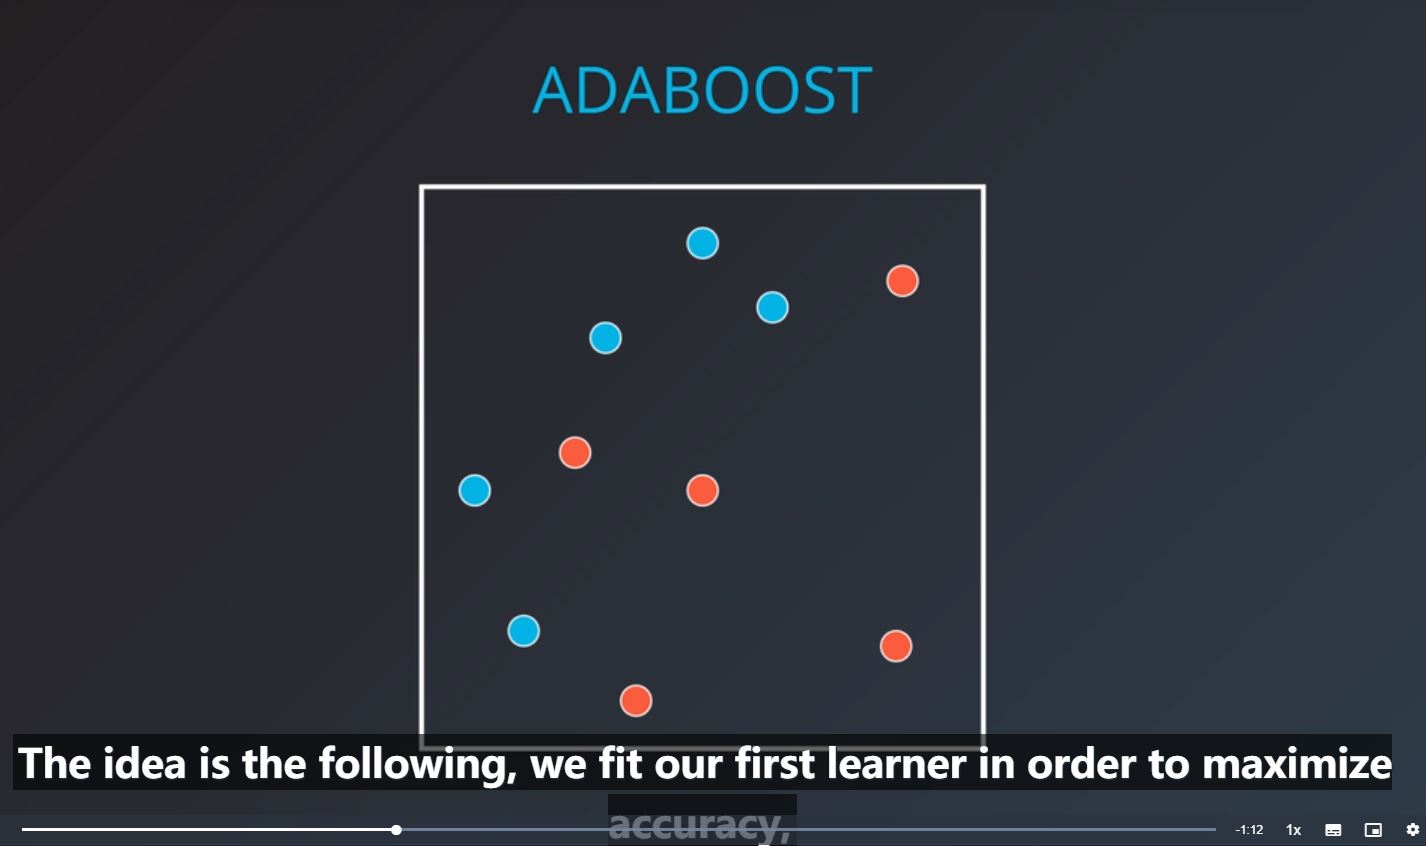 ADABOOST
The idea is the following, we fit our first learner in order to maximize
accuracy,
-1:12 1x